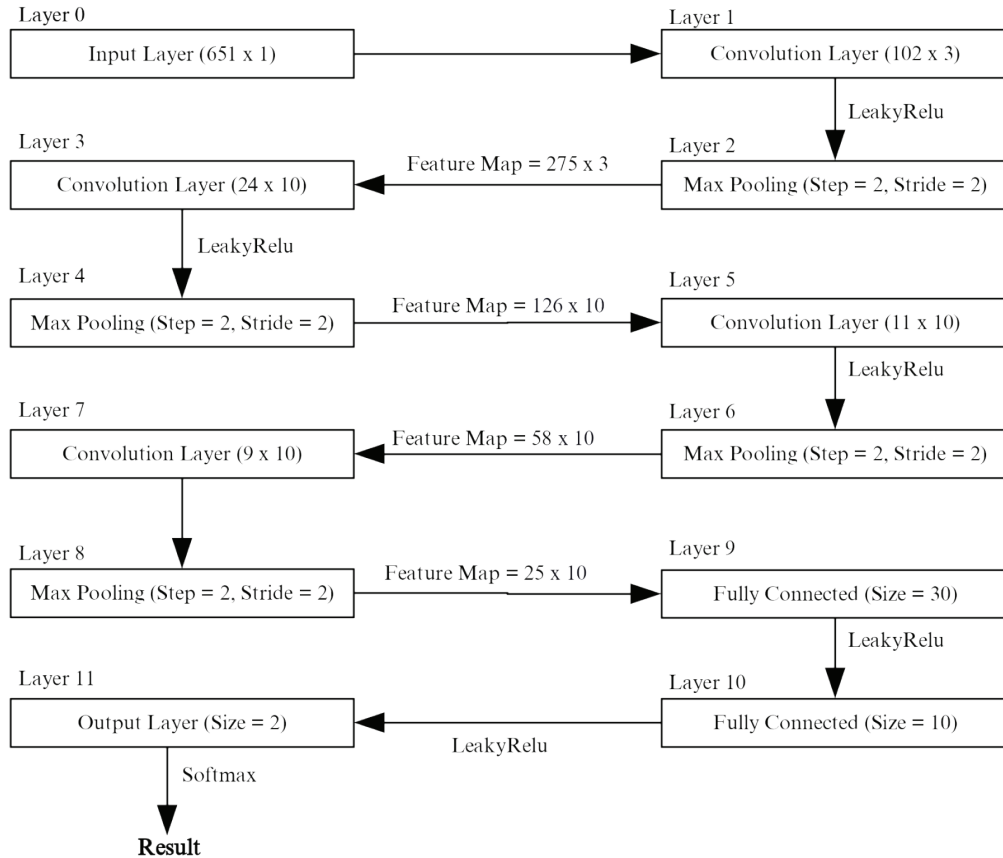 Layer 0
Input Layer (651 x 1)
Layer 1
Convolution Layer (102 x 3)
LeakyRelu
Layer 2
Max Pooling (Step = 2, Stride = 2)
Feature Map = 275 x 3
Layer 3
Convolution Layer (24 x 10)
LeakyRelu
Layer 4
Max Pooling (Step = 2, Stride = 2)
Feature Map = 126 x 10
Layer 5
Convolution Layer (11 x 10)
LeakyRelu
Layer 6
Max Pooling (Step = 2, Stride = 2)
Feature Map = 58 x 10
Layer 7
Convolution Layer (9 x 10)
Layer 8
Max Pooling (Step = 2, Stride = 2)
Feature Map = 25 x 10
Layer 9
Fully Connected (Size = 30)
LeakyRelu
Layer 10
Fully Connected (Size = 10)
LeakyRelu
Layer 11
Output Layer (Size = 2)
Softmax
Result